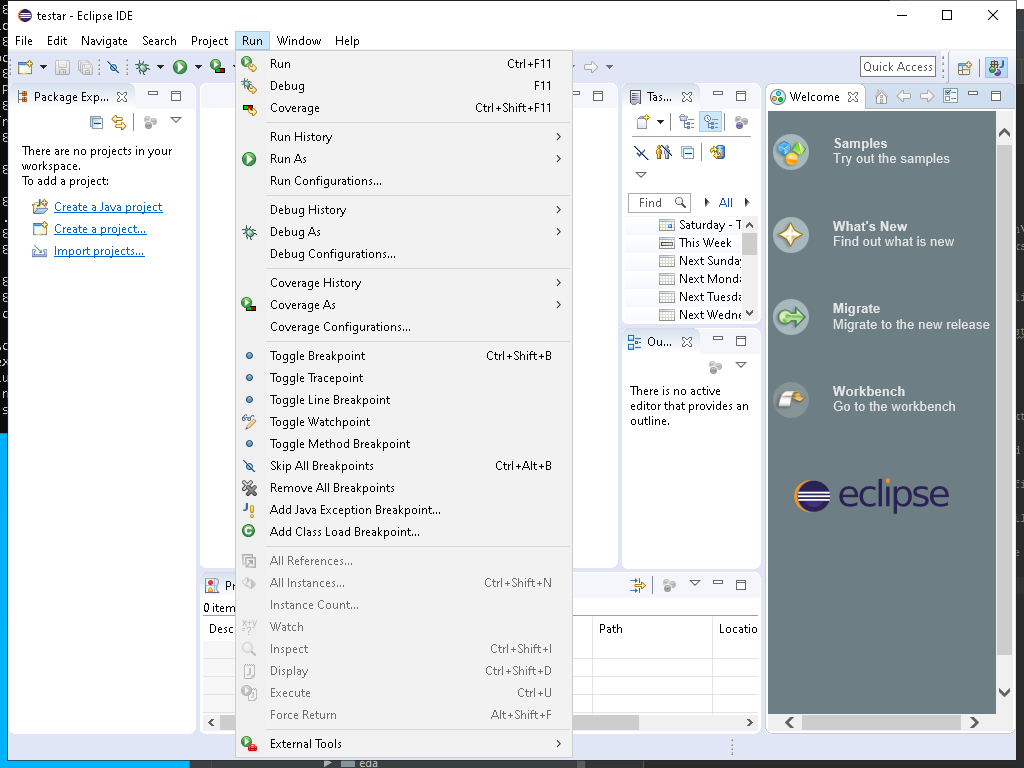 testar - Eclipse IDE
File Edit Navigate Search Project Run Window Help
Quick Access
Package Exp...
There are no projects in your
workspace.
To add a project:
Create a Java project
Create a project...
Import projects...
Run Ctrl+F11
Debug F11
Coverage Ctrl+Shift+F11
Run History
Run As
Run Configurations...
Debug History
Debug As
Debug Configurations...
Coverage History
Coverage As
Coverage Configurations...
Toggle Breakpoint Ctrl+Shift+B
Toggle Tracepoint
Toggle Line Breakpoint
Toggle Watchpoint
Toggle Method Breakpoint
Skip All Breakpoints Ctrl+Alt+B
Remove All Breakpoints
Add Java Exception Breakpoint...
Add Class Load Breakpoint...
All References...
All Instances... Ctrl+Shift+N
Instance Count...
Watch
Inspect Ctrl+Shift+I
Display Ctrl+Shift+D
Execute Ctrl+U
Force Return Alt+Shift+F
External Tools
Tas...
Find All
Saturday - T
This Week
Next Sunday
Next Monda
Next Tuesda
Next Wedne
Ou...
There is no active
editor that provides an
outline.
Pr
0 item
Desc Path Locatio
Welcome
Samples
Try out the samples
What's New
Find out what is new
Migrate
Migrate to the new release
Workbench
Go to the workbench
eclipse
eda